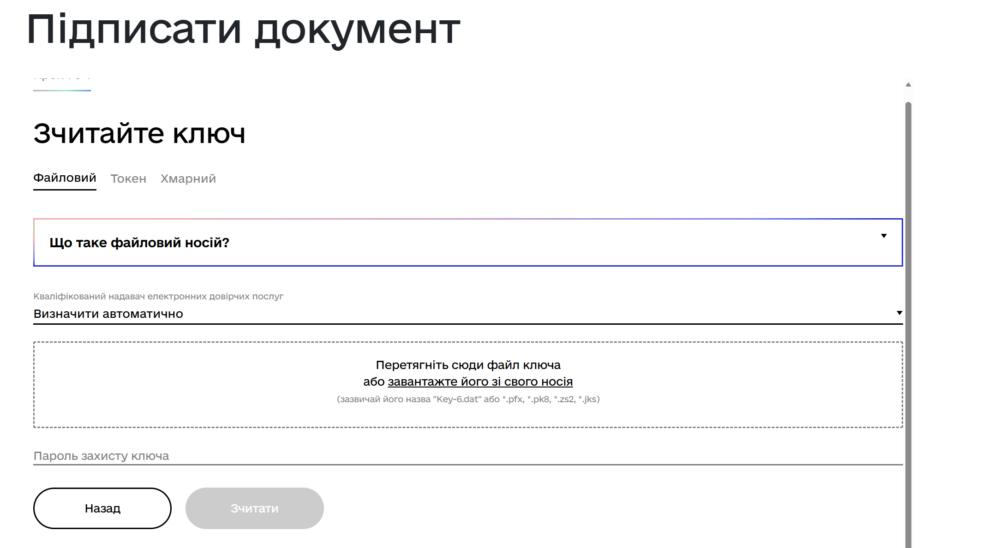 Підписати документ
Зчитайте ключ
Файловий Токен Хмарний
Що таке файловий носій?
Кваліфікований надавач електронних довірчих послуг
Визначити автоматично
Перетягніть сюди файл ключа
або завантажте його зі свого носія
(зазвичай його назва "Key-6.dat" або *.pfx, *.pk8, *.zs2, *.jks)
Пароль захисту ключа
Назад Зчитати